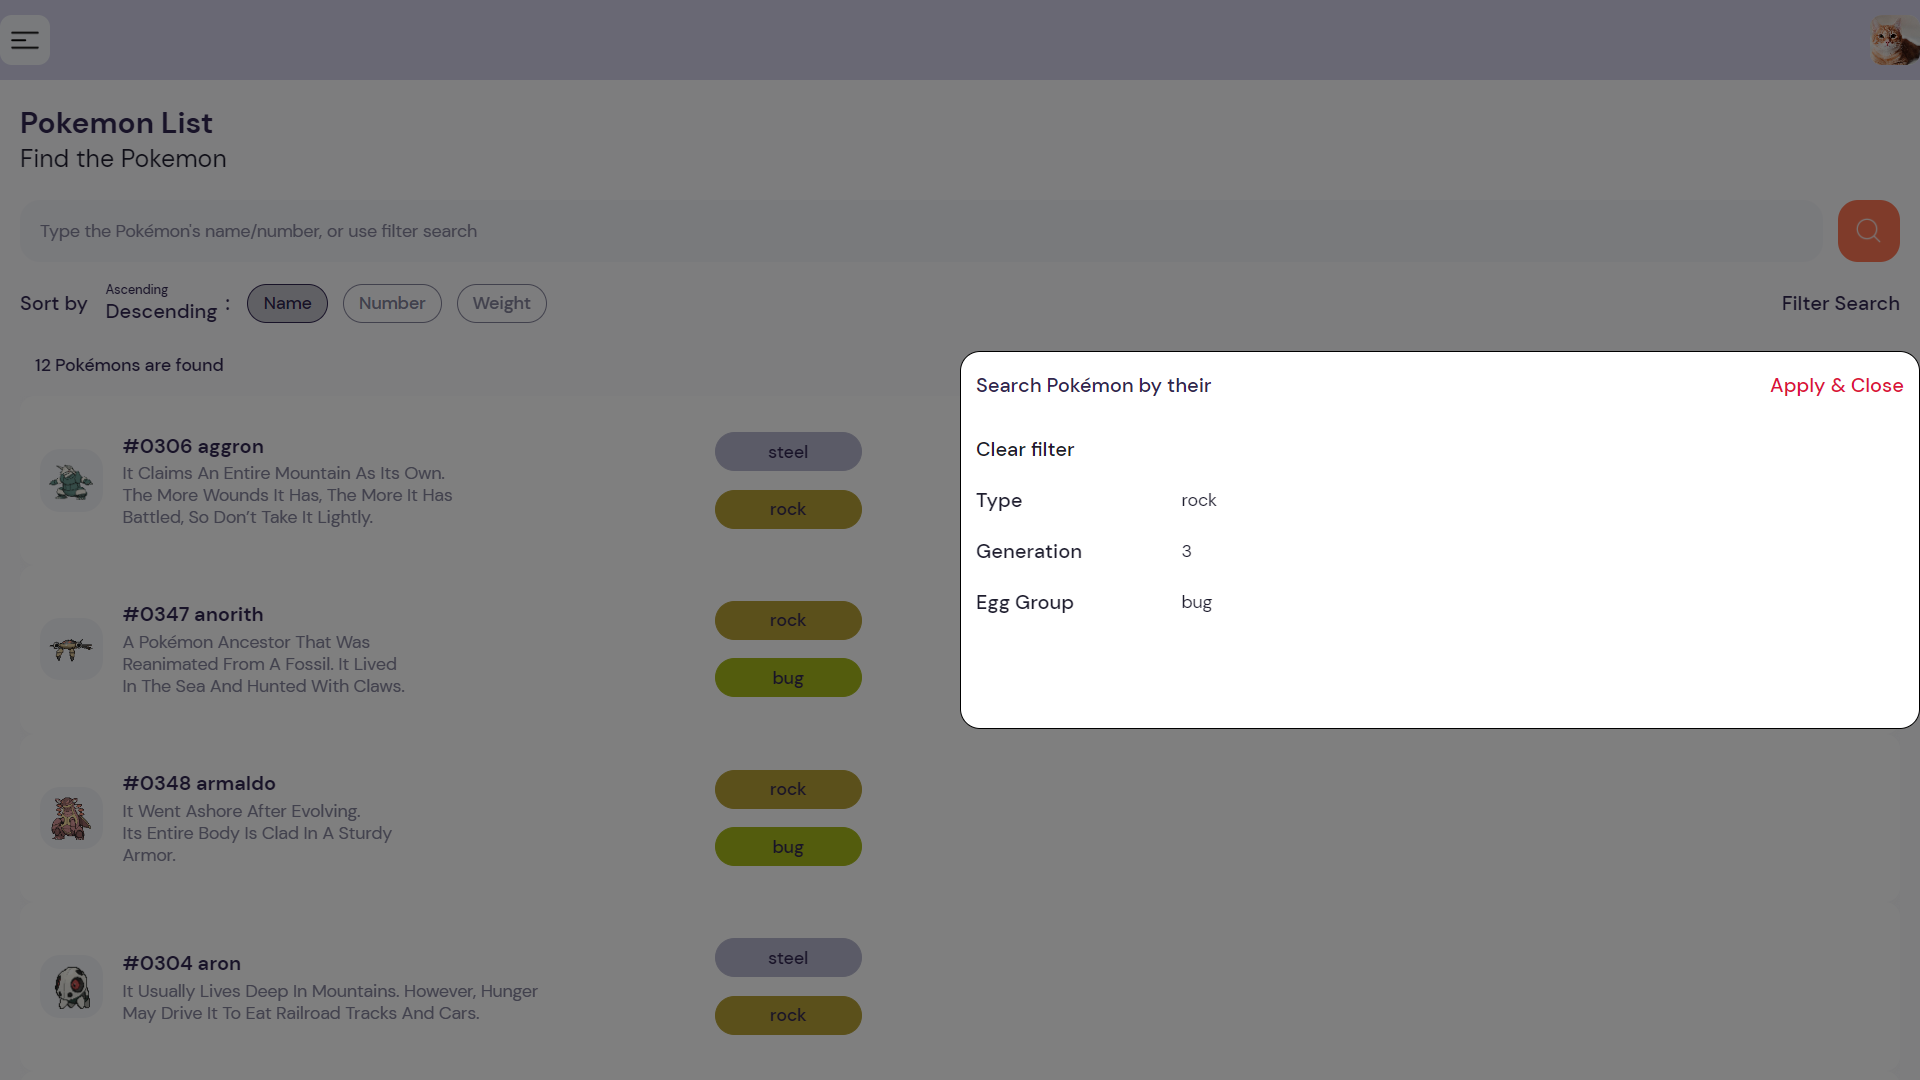 Pokemon List
Find the Pokemon
Type the Pokémon's name/number, or use filter search
Sort by
Ascending
Descending
:
Name
Number
Weight
Filter Search
12 Pokémons are found
#0306 aggron
It Claims An Entire Mountain As Its Own.
The More Wounds It Has, The More It Has
Battled, So Don't Take It Lightly.
steel
rock
#0347 anorith
A Pokémon Ancestor That Was
Reanimated From A Fossil. It Lived
In The Sea And Hunted With Claws.
rock
bug
#0348 armaldo
It Went Ashore After Evolving.
Its Entire Body Is Clad In A Sturdy
Armor.
rock
bug
#0304 aron
It Usually Lives Deep In Mountains. However, Hunger
May Drive It To Eat Railroad Tracks And Cars.
steel
rock
Search Pokémon by their
Apply & Close
Clear filter
Type
rock
Generation
3
Egg Group
bug